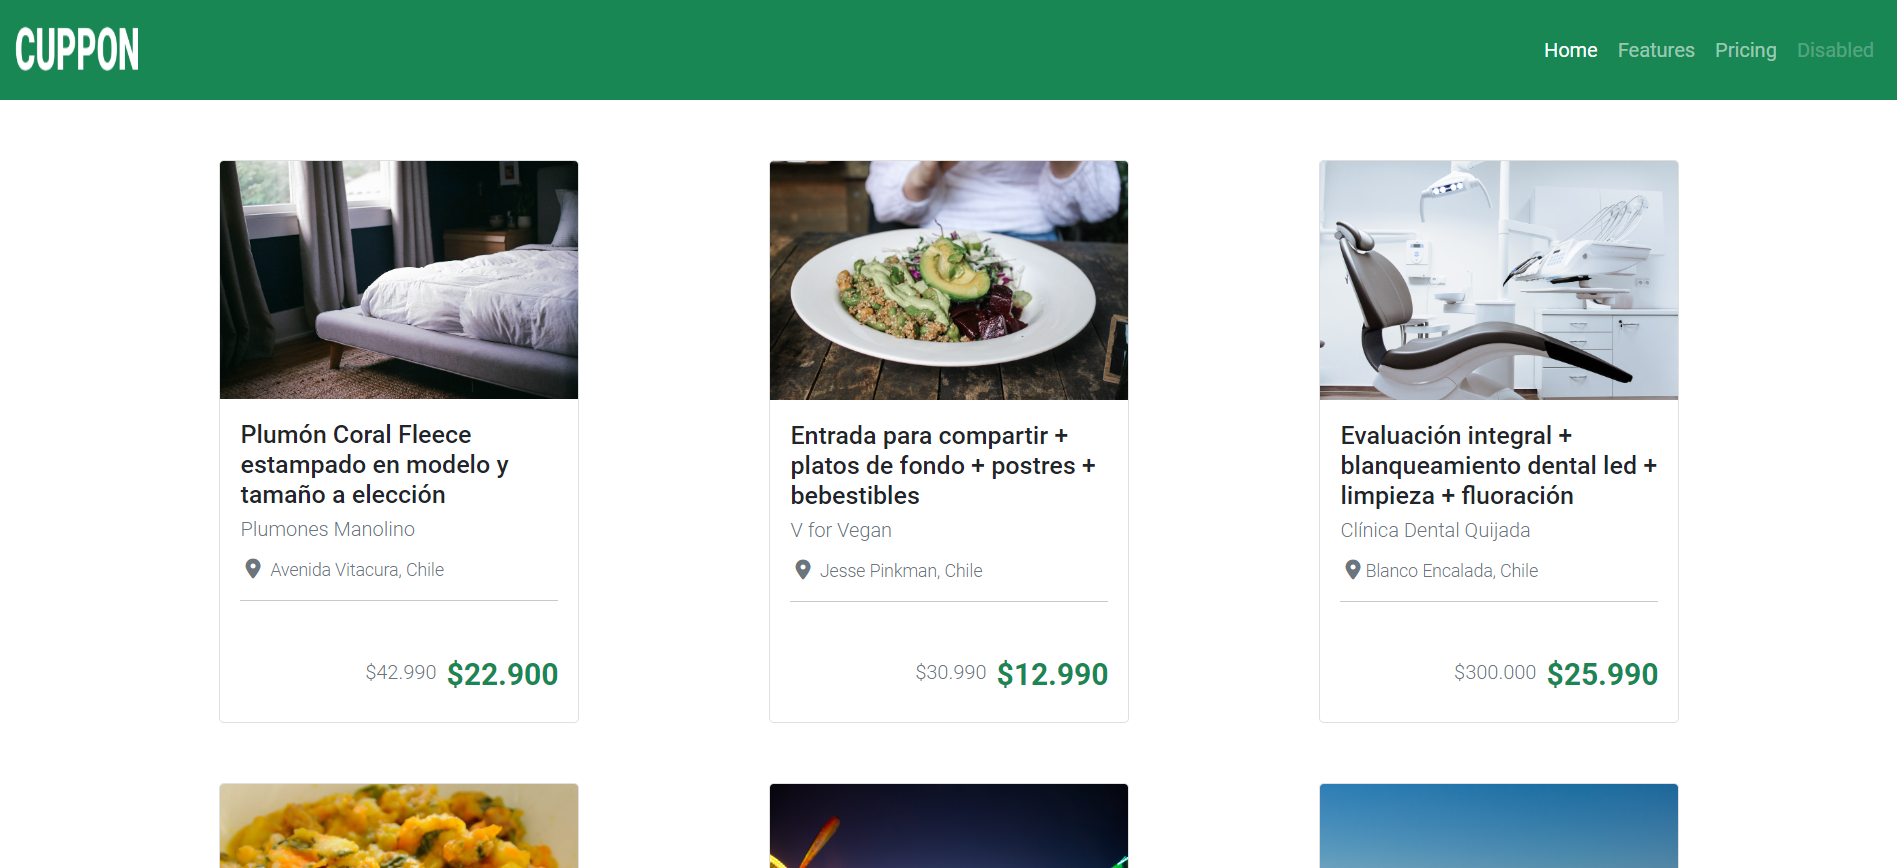 CUPPON
Home Features Pricing Disabled
Plumón Coral Fleece
estampado en modelo y
tamaño a elección
Plumones Manolino
Avenida Vitacura, Chile
$42.990 $22.900
Entrada para compartir +
platos de fondo + postres +
bebestibles
V for Vegan
Jesse Pinkman, Chile
$30.990 $12.990
Evaluación integral +
blanqueamiento dental led +
limpieza + fluoración
Clínica Dental Quijada
Blanco Encalada, Chile
$300.000 $25.990